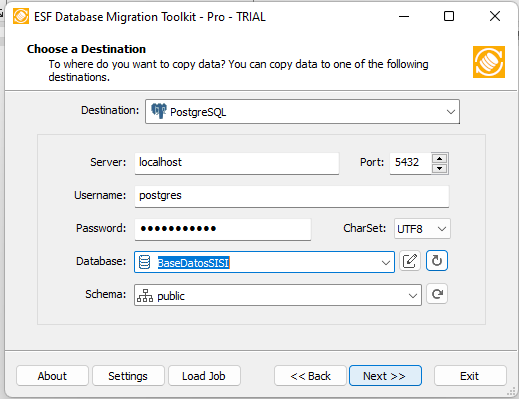 ESF Database Migration Toolkit - Pro - TRIAL
Choose a Destination
To where do you want to copy data? You can copy data to one of the following
destinations.
Destination: PostgreSQL
Server: localhost Port: 5432
Username: postgres
Password: ●●●●●●●●●●● CharSet: UTF8
Database: BaseDatosSISI
Schema: public
About Settings Load Job << Back Next >> Exit